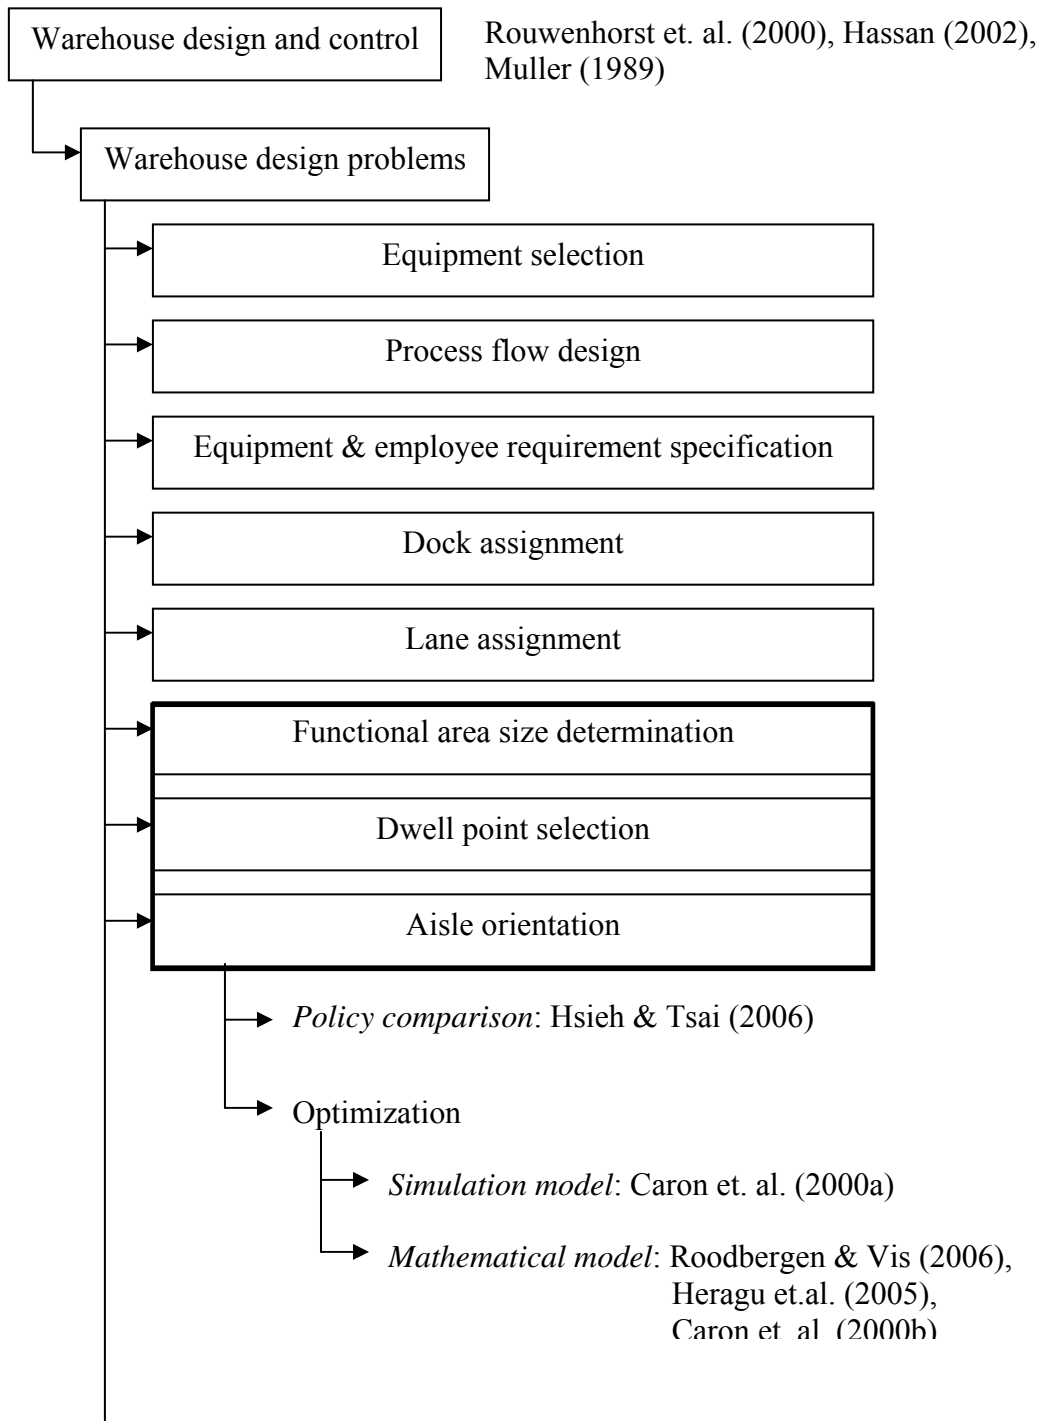 Warehouse design and control
Rouwenhorst et. al. (2000), Hassan (2002),
Muller (1989)
Warehouse design problems
Equipment selection
Process flow design
Equipment & employee requirement specification
Dock assignment
Lane assignment
Functional area size determination
Dwell point selection
Aisle orientation
Policy comparison: Hsieh & Tsai (2006)
Optimization
Simulation model: Caron et. al. (2000a)
Mathematical model: Roodbergen & Vis (2006),
Heragu et.al. (2005),
Caron et. al. (2000b)